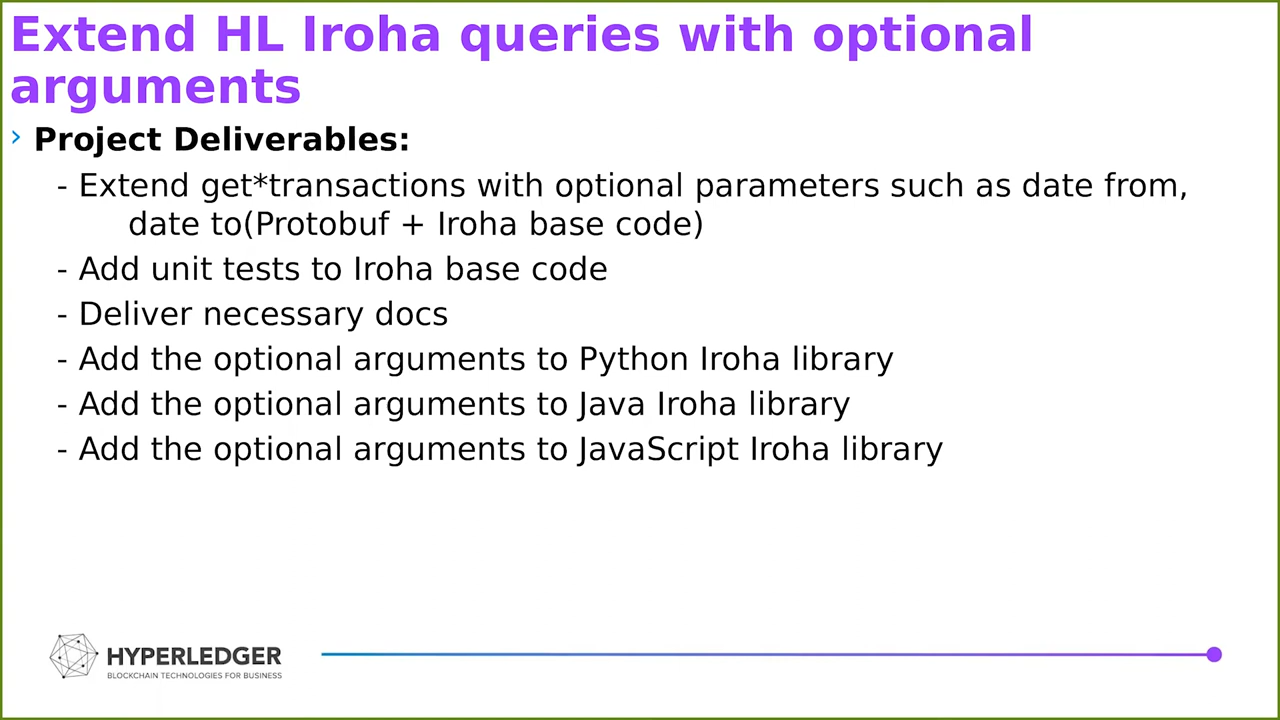 Extend HL Iroha queries with optional
arguments
› Project Deliverables:
- Extend get*transactions with optional parameters such as date from,
date to(Protobuf + Iroha base code)
- Add unit tests to Iroha base code
- Deliver necessary docs
- Add the optional arguments to Python Iroha library
- Add the optional arguments to Java Iroha library
- Add the optional arguments to JavaScript Iroha library
HYPERLEDGER
BLOCKCHAIN TECHNOLOGIES FOR BUSINESS